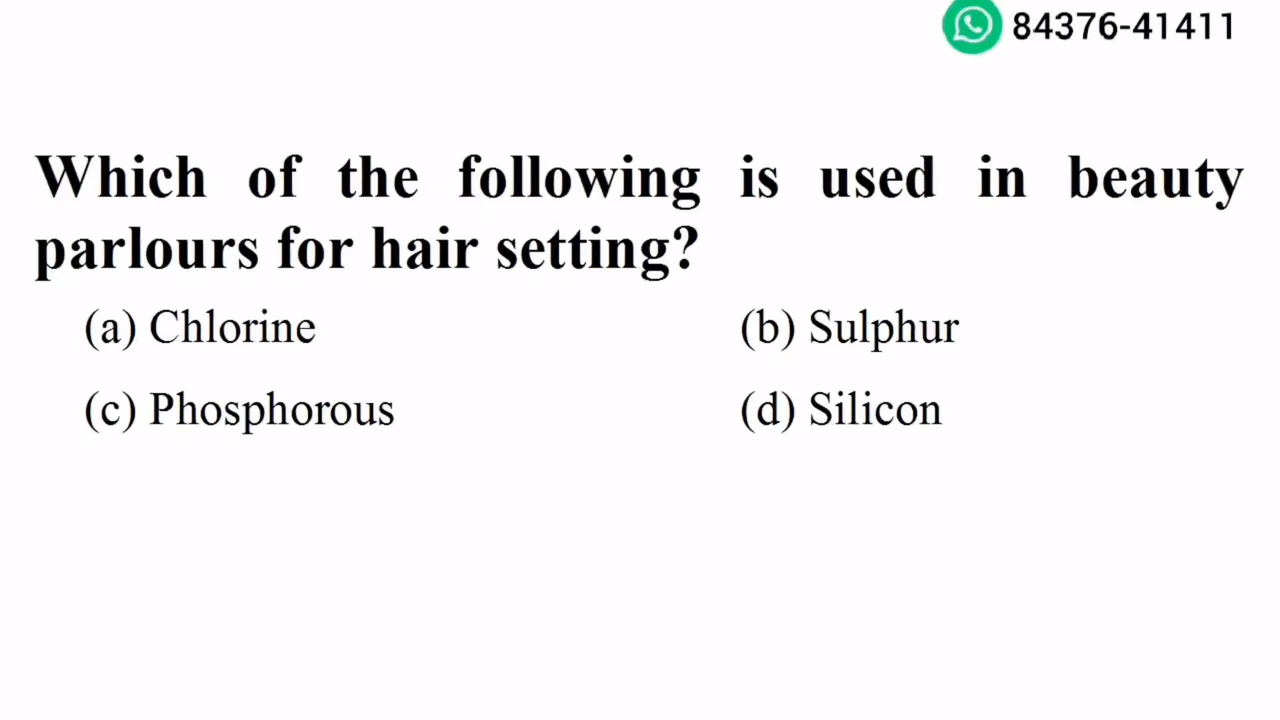 84376-41411
Which of the following is used in beauty
parlours for hair setting?
(a) Chlorine (b) Sulphur
(c) Phosphorous (d) Silicon